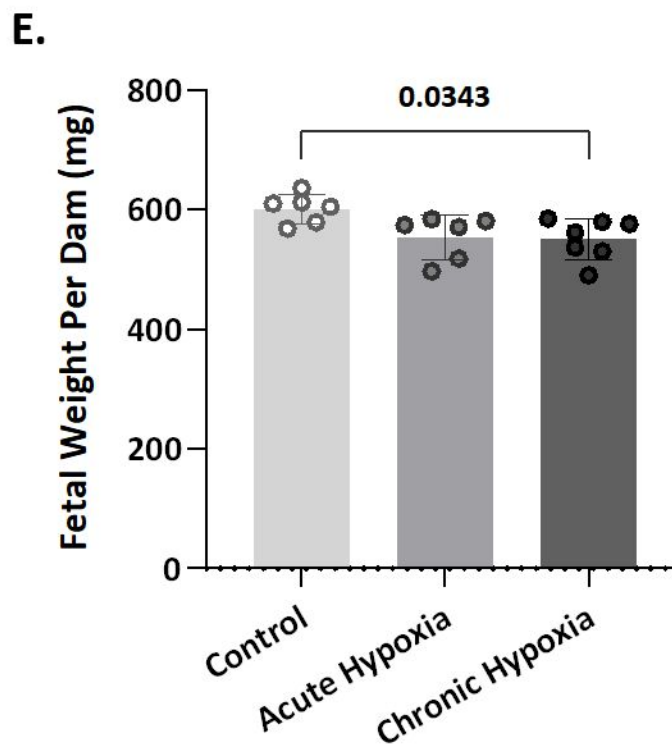 E.
0.0343
Fetal Weight Per Dam (mg)
800
600
400
200
0
Control
Acute Hypoxia
Chronic Hypoxia